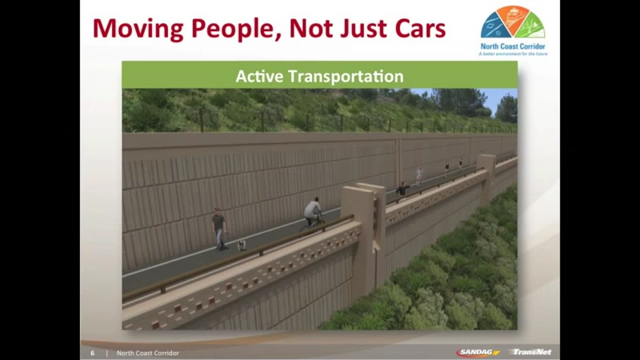 Moving People, Not Just Cars
North Coast Corridor
A better environment for the future
Active Transportation
6 | North Coast Corridor
SANDAG
TransNet